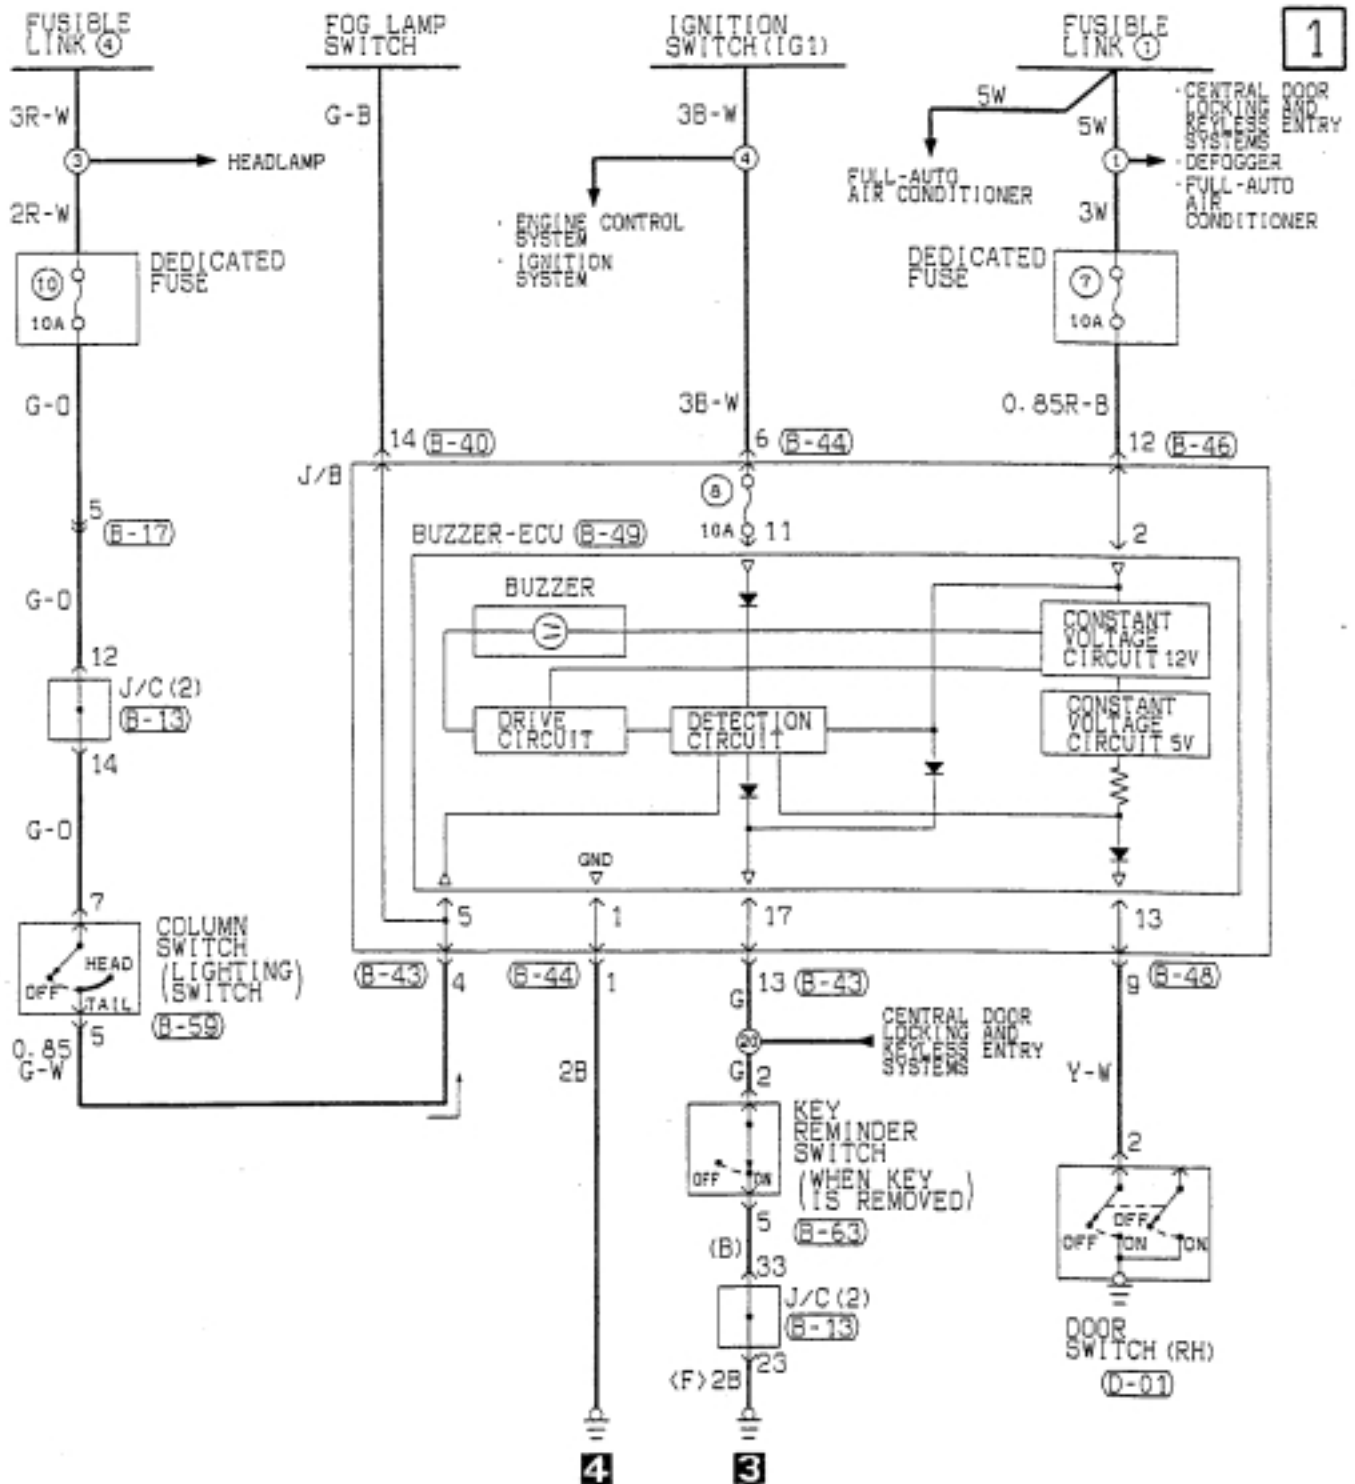 FUSIBLE
LINK ④
FOG LAMP
SWITCH
IGNITION
SWITCH(IG1)
FUSIBLE
LINK ①
1
3R-W
G-B
3B-W
5W
5W
· CENTRAL DOOR
LOCKING AND
KEYLESS ENTRY
SYSTEMS
· DEFOGGER
· FULL-AUTO
AIR
CONDITIONER
3
HEADLAMP
4
1
FULL-AUTO
AIR CONDITIONER
2R-W
· ENGINE CONTROL
SYSTEM
· IGNITION
SYSTEM
3W
DEDICATED
FUSE
10
10A
DEDICATED
FUSE
7
10A
G-O
3B-W
0.85R-B
14 B-40
6 B-44
12 B-46
J/B
8
10A
11
2
5
B-17
BUZZER-ECU B-49
G-O
BUZZER
CONSTANT
VOLTAGE
CIRCUIT 12V
12
J/C(2)
B-13
14
DRIVE
CIRCUIT
DETECTION
CIRCUIT
CONSTANT
VOLTAGE
CIRCUIT 5V
G-O
GND
7
5
1
17
13
COLUMN
SWITCH
(LIGHTING)
(SWITCH)
B-59
HEAD
OFF
TAIL
5
B-43
4
B-44
1
13 B-43
9
B-48
G
20
CENTRAL DOOR
LOCKING AND
KEYLESS ENTRY
SYSTEMS
0.85
G-W
2B
G
2
Y-W
KEY
REMINDER
SWITCH
(WHEN KEY
IS REMOVED)
B-63
OFF
ON
2
5
(B)
33
OFF
OFF
ON
ON
J/C(2)
B-13
23
(F)2B
DOOR
SWITCH(RH)
D-01
4
3